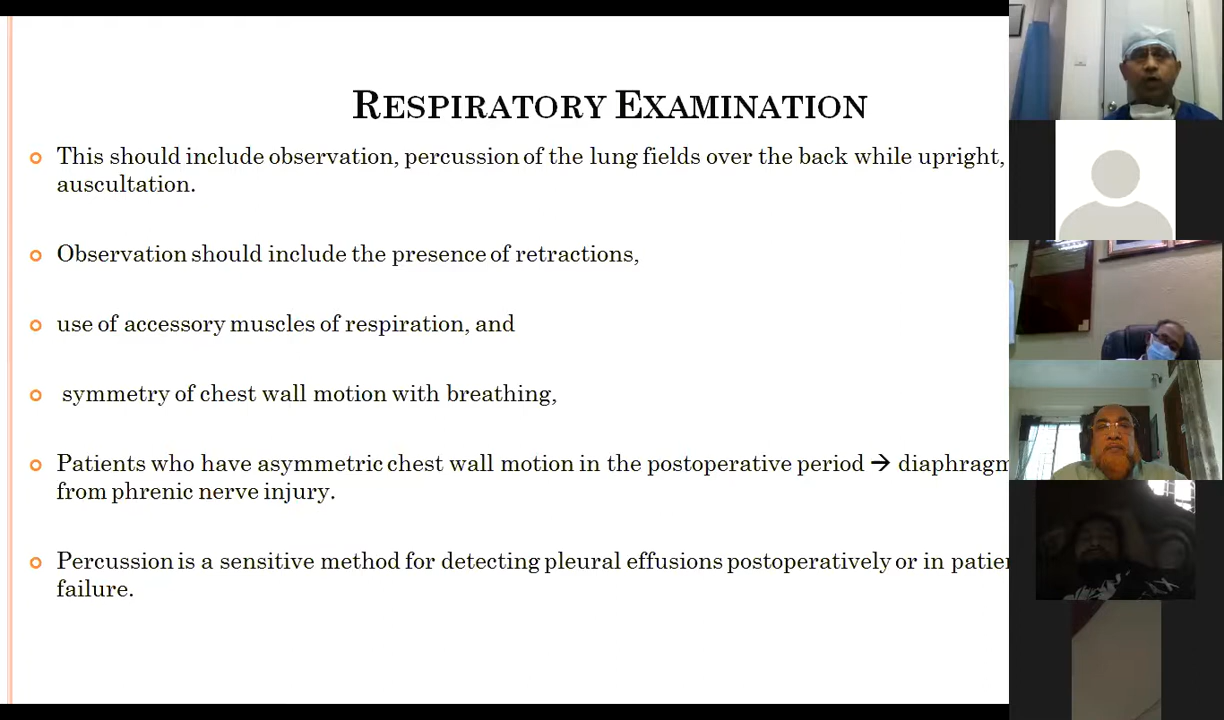 RESPIRATORY EXAMINATION
This should include observation, percussion of the lung fields over the back while upright,
auscultation.
Observation should include the presence of retractions,
use of accessory muscles of respiration, and
symmetry of chest wall motion with breathing,
Patients who have asymmetric chest wall motion in the postoperative period → diaphragm
from phrenic nerve injury.
Percussion is a sensitive method for detecting pleural effusions postoperatively or in
failure.